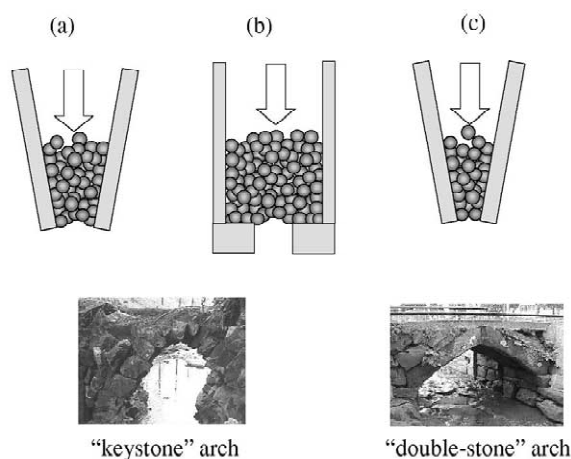 (a)
(b)
(c)
“keystone” arch
“double-stone” arch